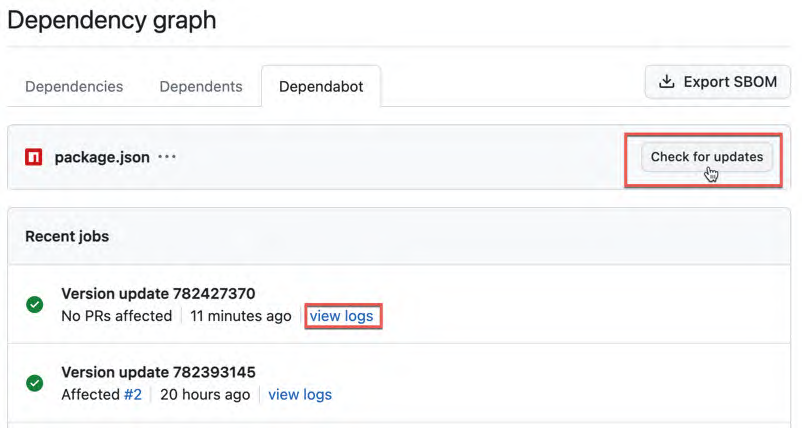 Dependency graph
Dependencies Dependents Dependabot Export SBOM
package.json ··· Check for updates
Recent jobs
Version update 782427370
No PRs affected 11 minutes ago view logs
Version update 782393145
Affected #2 20 hours ago view logs